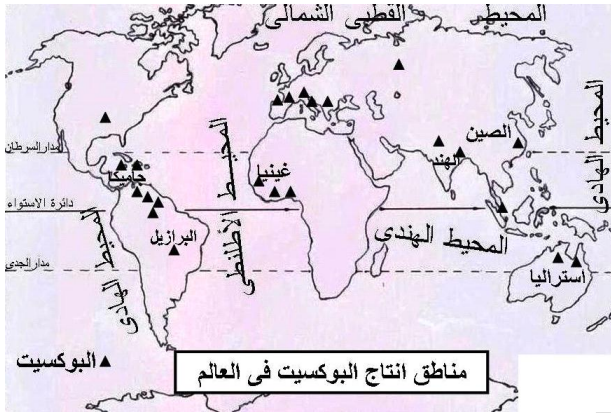 المحيط القطبى الشمالى
المحيط الهادى
الصين
مدار السرطان
المحيط الأطلنطى
الهند
غينيا
جامیکا
دائرة الاستواء
المحيط الهندى
المحيط الهادى
البرازيل
مدار الجدى
استراليا
البوكسيت
مناطق انتاج البوكسيت فى العالم